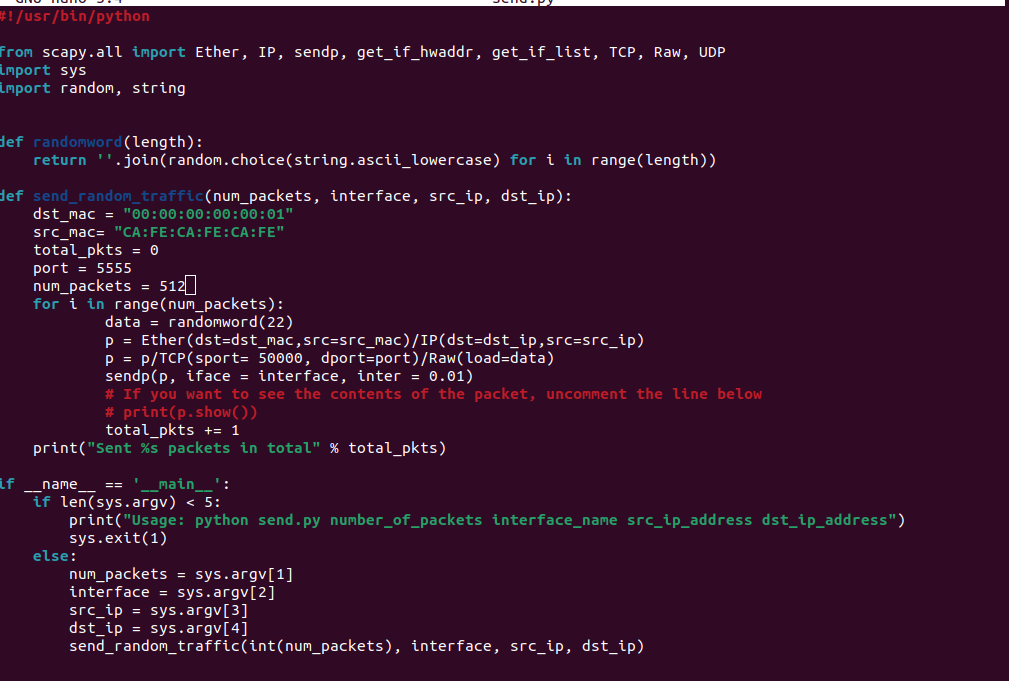 #!/usr/bin/python
from scapy.all import Ether, IP, sendp, get_if_hwaddr, get_if_list, TCP, Raw, UDP
import sys
import random, string
def randomword(length):
    return ''.join(random.choice(string.ascii_lowercase) for i in range(length))
def send_random_traffic(num_packets, interface, src_ip, dst_ip):
    dst_mac = "00:00:00:00:00:01"
    src_mac= "CA:FE:CA:FE:CA:FE"
    total_pkts = 0
    port = 5555
    num_packets = 512
    for i in range(num_packets):
            data = randomword(22)
            p = Ether(dst=dst_mac,src=src_mac)/IP(dst=dst_ip,src=src_ip)
            p = p/TCP(sport= 50000, dport=port)/Raw(load=data)
            sendp(p, iface = interface, inter = 0.01)
            # If you want to see the contents of the packet, uncomment the line below
            # print(p.show())
            total_pkts += 1
    print("Sent %s packets in total" % total_pkts)
if __name__ == '__main__':
    if len(sys.argv) < 5:
        print("Usage: python send.py number_of_packets interface_name src_ip_address dst_ip_address")
        sys.exit(1)
    else:
        num_packets = sys.argv[1]
        interface = sys.argv[2]
        src_ip = sys.argv[3]
        dst_ip = sys.argv[4]
        send_random_traffic(int(num_packets), interface, src_ip, dst_ip)